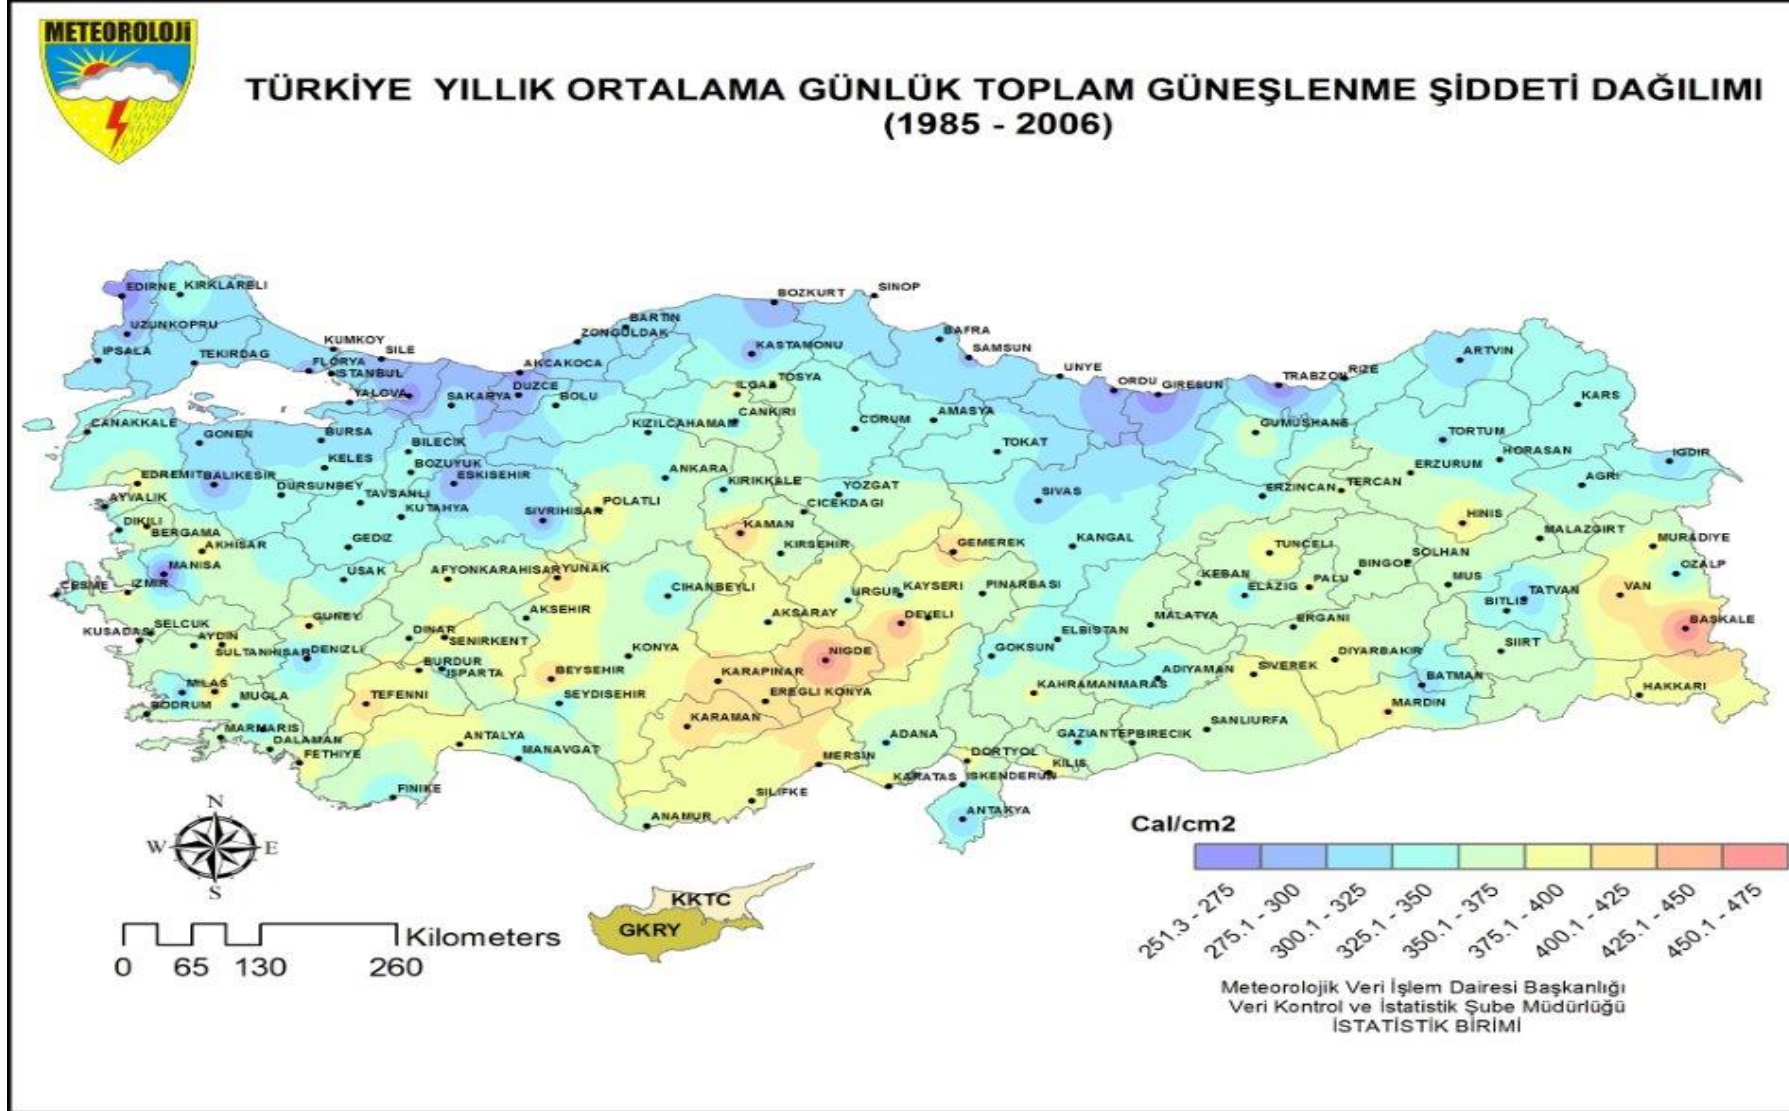 METEOROLOJİ
TÜRKİYE YILLIK ORTALAMA GÜNLÜK TOPLAM GÜNEŞLENME ŞİDDETİ DAĞILIMI
(1985 - 2006)
EDIRNE
KIRKLARELI
UZUNKOPRU
IPSALA
TEKIRDAG
KUMKOY
SILE
FLORYA
ISTANBUL
YALOVA
SAKARYA
AKCAKOCA
DUZCE
BOLU
ZONGULDAK
BARTIN
BOZKURT
SINOP
KASTAMONU
BAFRA
SAMSUN
UNYE
ORDU
GIRESUN
TRABZON
RIZE
ARTVIN
KARS
ILGAZ
TOSYA
CANKIRI
KIZILCAHAMAM
CORUM
AMASYA
TOKAT
GUMUSHANE
TORTUM
HORASAN
IGDIR
CANAKKALE
GONEN
BURSA
BILECIK
KELES
BOZUYUK
ESKISEHIR
EDREMIT
BALIKESIR
DURSUNBEY
TAVSANLI
KUTAHYA
SIVRIHISAR
POLATLI
ANKARA
KIRIKKALE
YOZGAT
CICEKDAGI
SIVAS
ERZINCAN
TERCAN
ERZURUM
AGRI
AYVALIK
DIKILI
BERGAMA
AKHISAR
GEDIZ
KAMAN
KIRSEHIR
GEMEREK
KANGAL
TUNCELI
HINIS
MALAZGIRT
MURADIYE
MANISA
USAK
AFYONKARAHISAR
YUNAK
CIHANBEYLI
URGUP
KAYSERI
PINARBASI
KEBAN
ELAZIG
PALU
BINGOL
SOLHAN
MUS
OZALP
CESME
IZMIR
TATVAN
BITLIS
VAN
SELCUK
KUSADASI
AYDIN
SULTANHISAR
GUNEY
DENIZLI
DINAR
SENIRKENT
AKSEHIR
AKSARAY
DEVELI
MALATYA
ERGANI
BASKALE
BURDUR
ISPARTA
KONYA
BEYSEHIR
NIGDE
GOKSUN
ELBISTAN
DIYARBAKIR
SIIRT
MILAS
MUGLA
TEFENNI
SEYDISEHIR
KARAPINAR
EREGLI KONYA
KAHRAMANMARAS
ADIYAMAN
SIVEREK
BATMAN
HAKKARI
BODRUM
KARAMAN
SANLIURFA
MARDIN
MARMARIS
DALAMAN
FETHIYE
ANTALYA
MANAVGAT
ADANA
GAZIANTEP
BIRECIK
MERSIN
DORTYOL
KILIS
KARATAS
ISKENDERUN
FINIKE
SILIFKE
ANAMUR
ANTAKYA
N
W E
S
KKTC
GKRY
Kilometers
0 65 130 260
Cal/cm2
251.3 - 275
275.1 - 300
300.1 - 325
325.1 - 350
350.1 - 375
375.1 - 400
400.1 - 425
425.1 - 450
450.1 - 475
Meteorolojik Veri İşlem Dairesi Başkanlığı
Veri Kontrol ve İstatistik Şube Müdürlüğü
İSTATİSTİK BİRİMİ